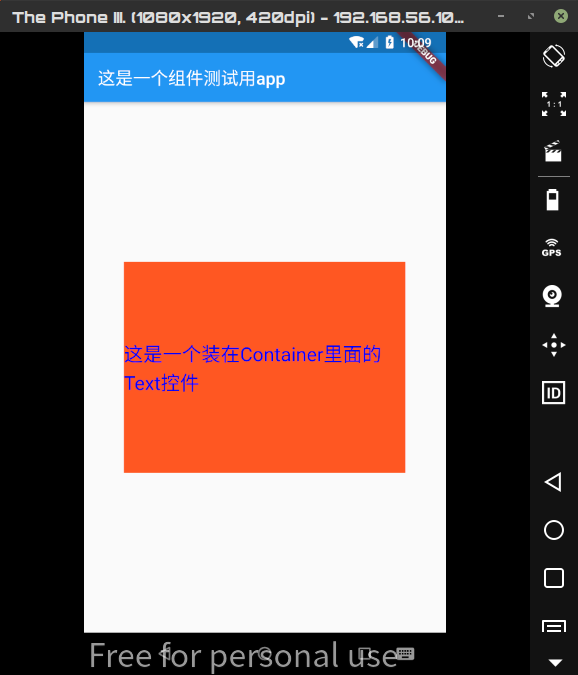 The Phone III. (1080x1920, 420dpi) - 192.168.56.10...
10:09
DEBUG
这是一个组件测试用app
1:1
GPS
这是一个装在Container里面的
Text控件
ID
Free for personal use